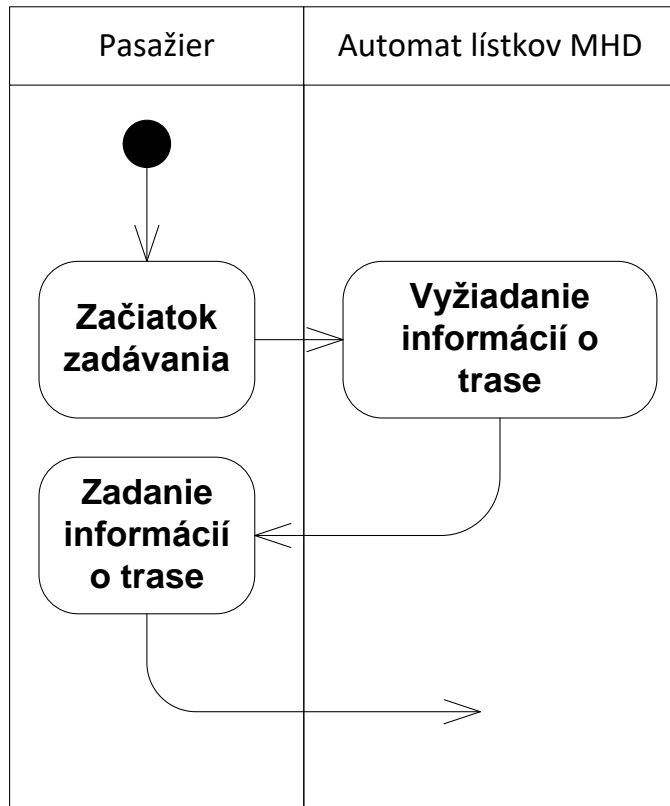 Pasažier
Automat lístkov MHD
Začiatok
zadávania
Vyžiadanie
informácií o
trase
Zadanie
informácií
o trase